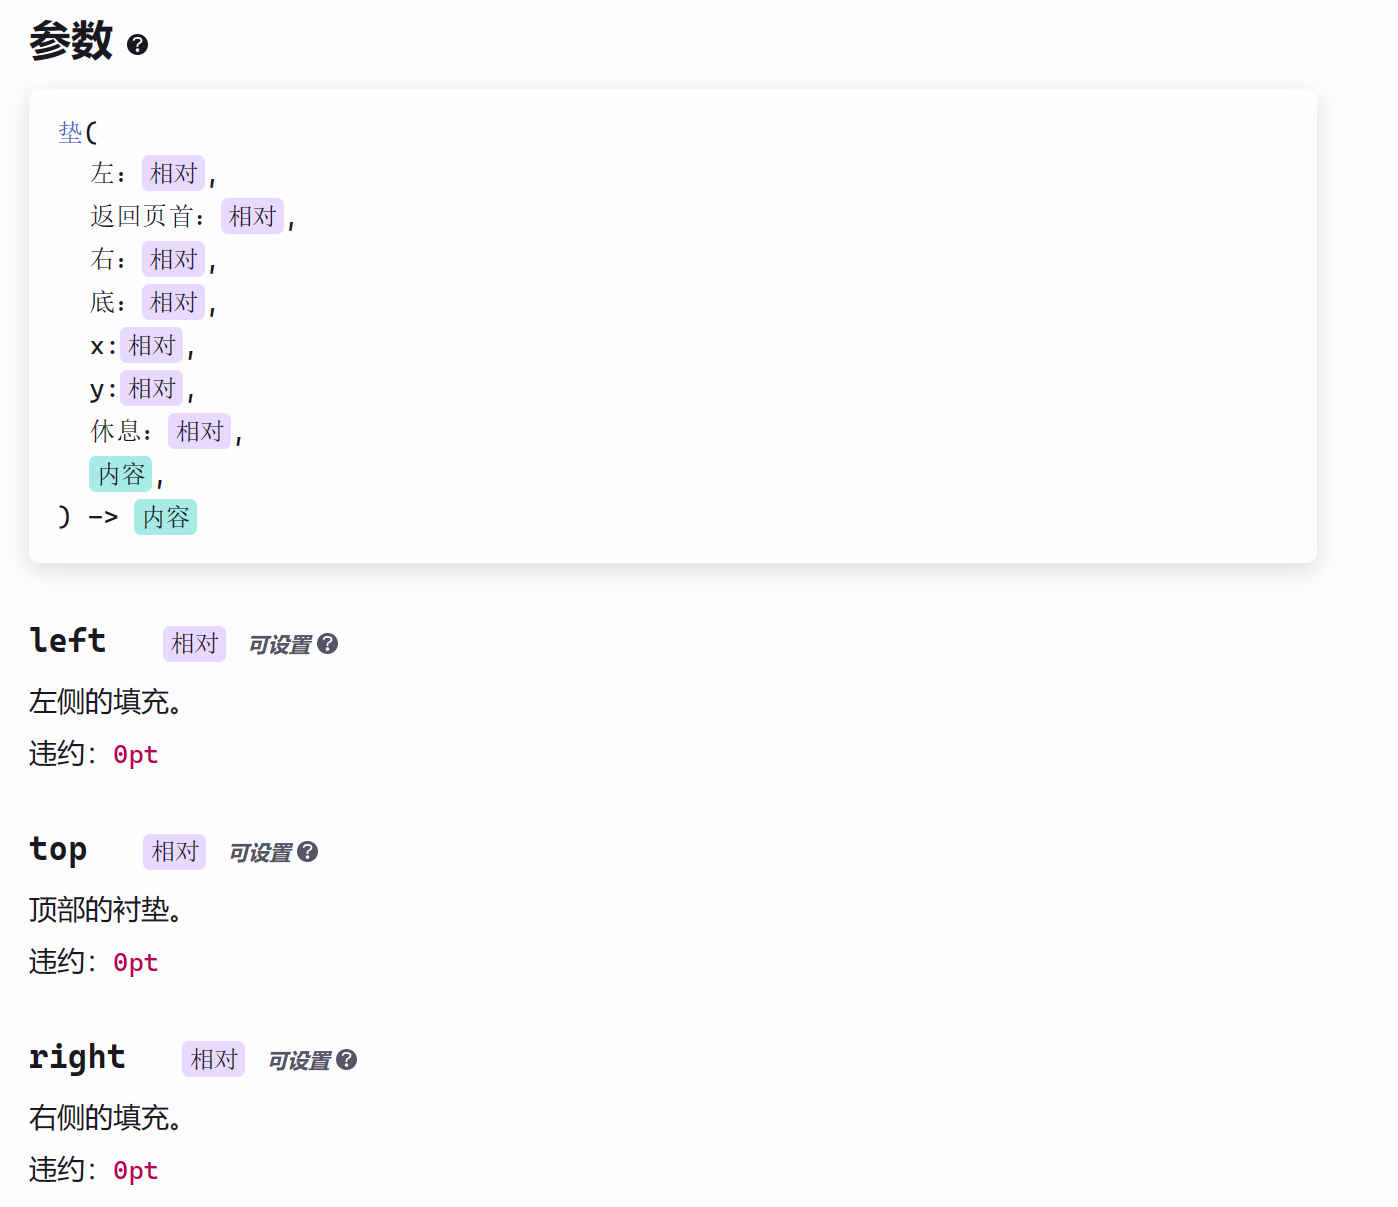 参数 ?
垫(
左：相对,
返回页首：相对,
右：相对,
底：相对,
x:相对,
y:相对,
休息：相对,
内容,
) -> 内容
left 相对 可设置 ?
左侧的填充。
违约：0pt
top 相对 可设置 ?
顶部的衬垫。
违约：0pt
right 相对 可设置 ?
右侧的填充。
违约：0pt